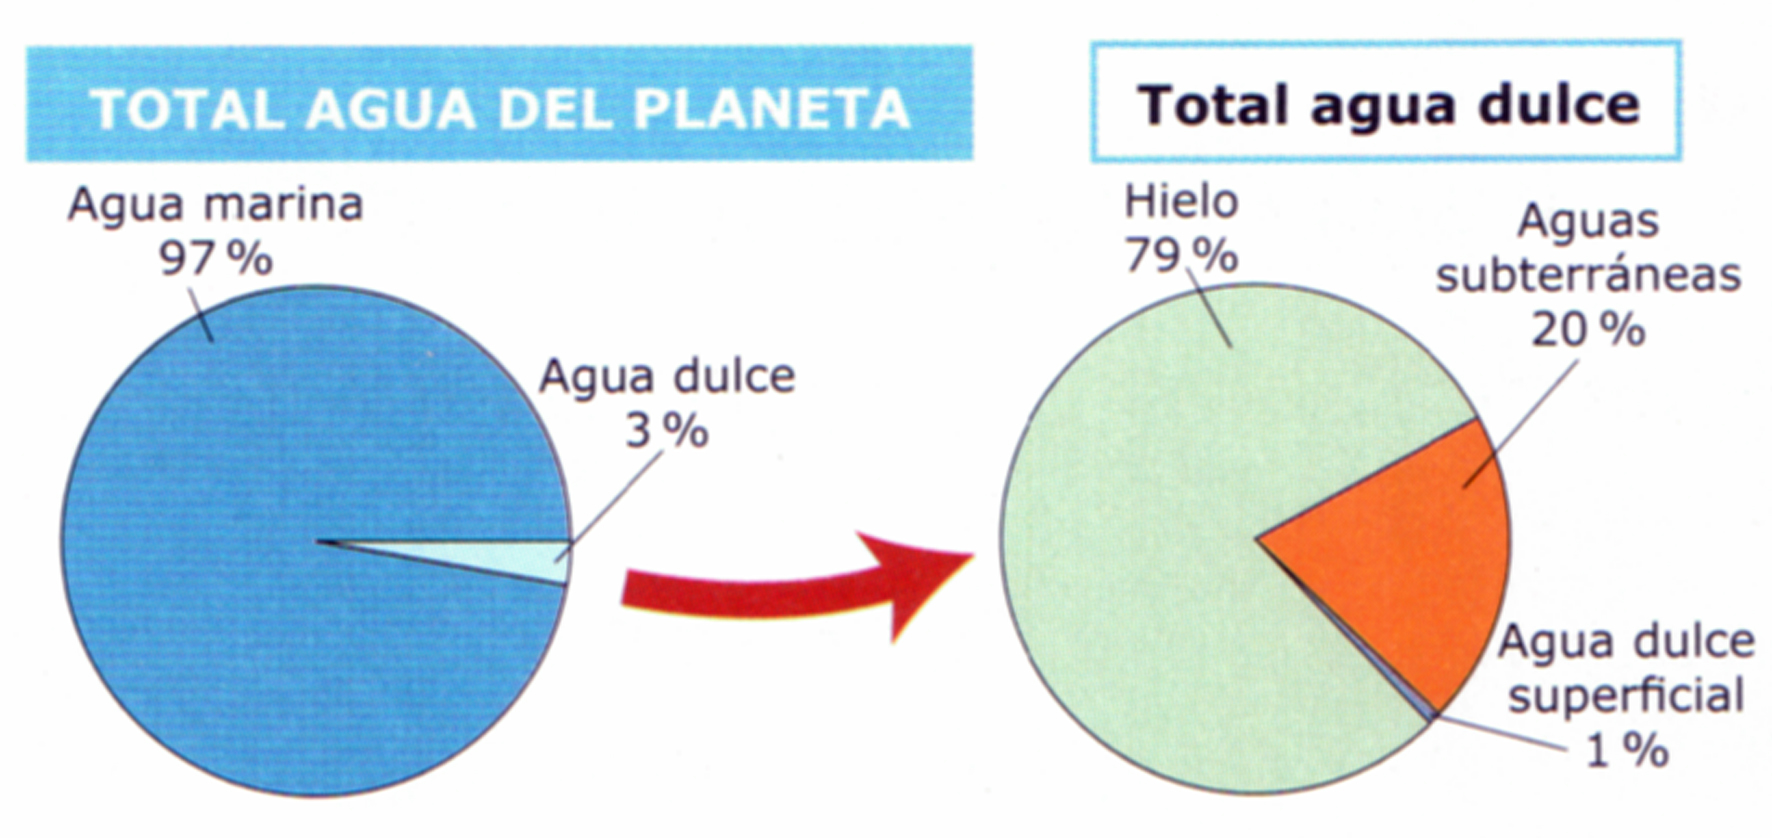 TOTAL AGUA DEL PLANETA
Agua marina
97 %
Agua dulce
3 %
Total agua dulce
Hielo
79 %
Aguas
subterráneas
20 %
Agua dulce
superficial
1 %